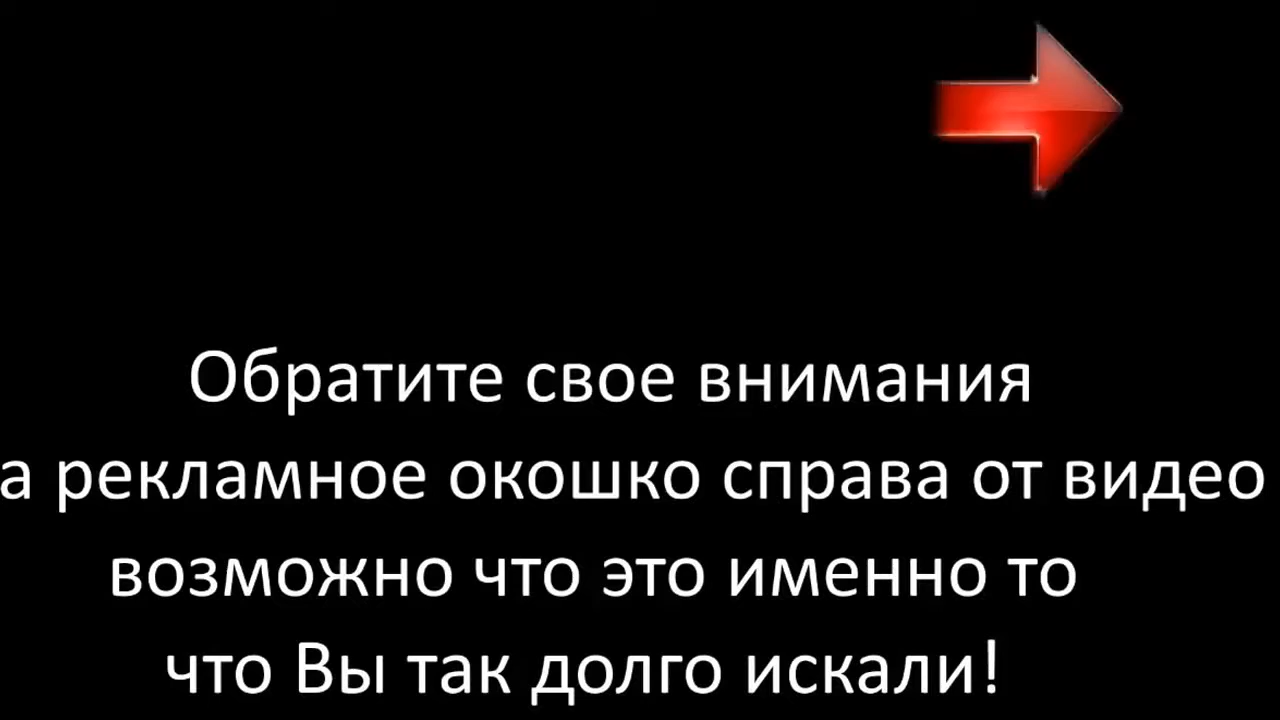 Обратите свое внимания
а рекламное окошко справа от видео
возможно что это именно то
что Вы так долго искали!